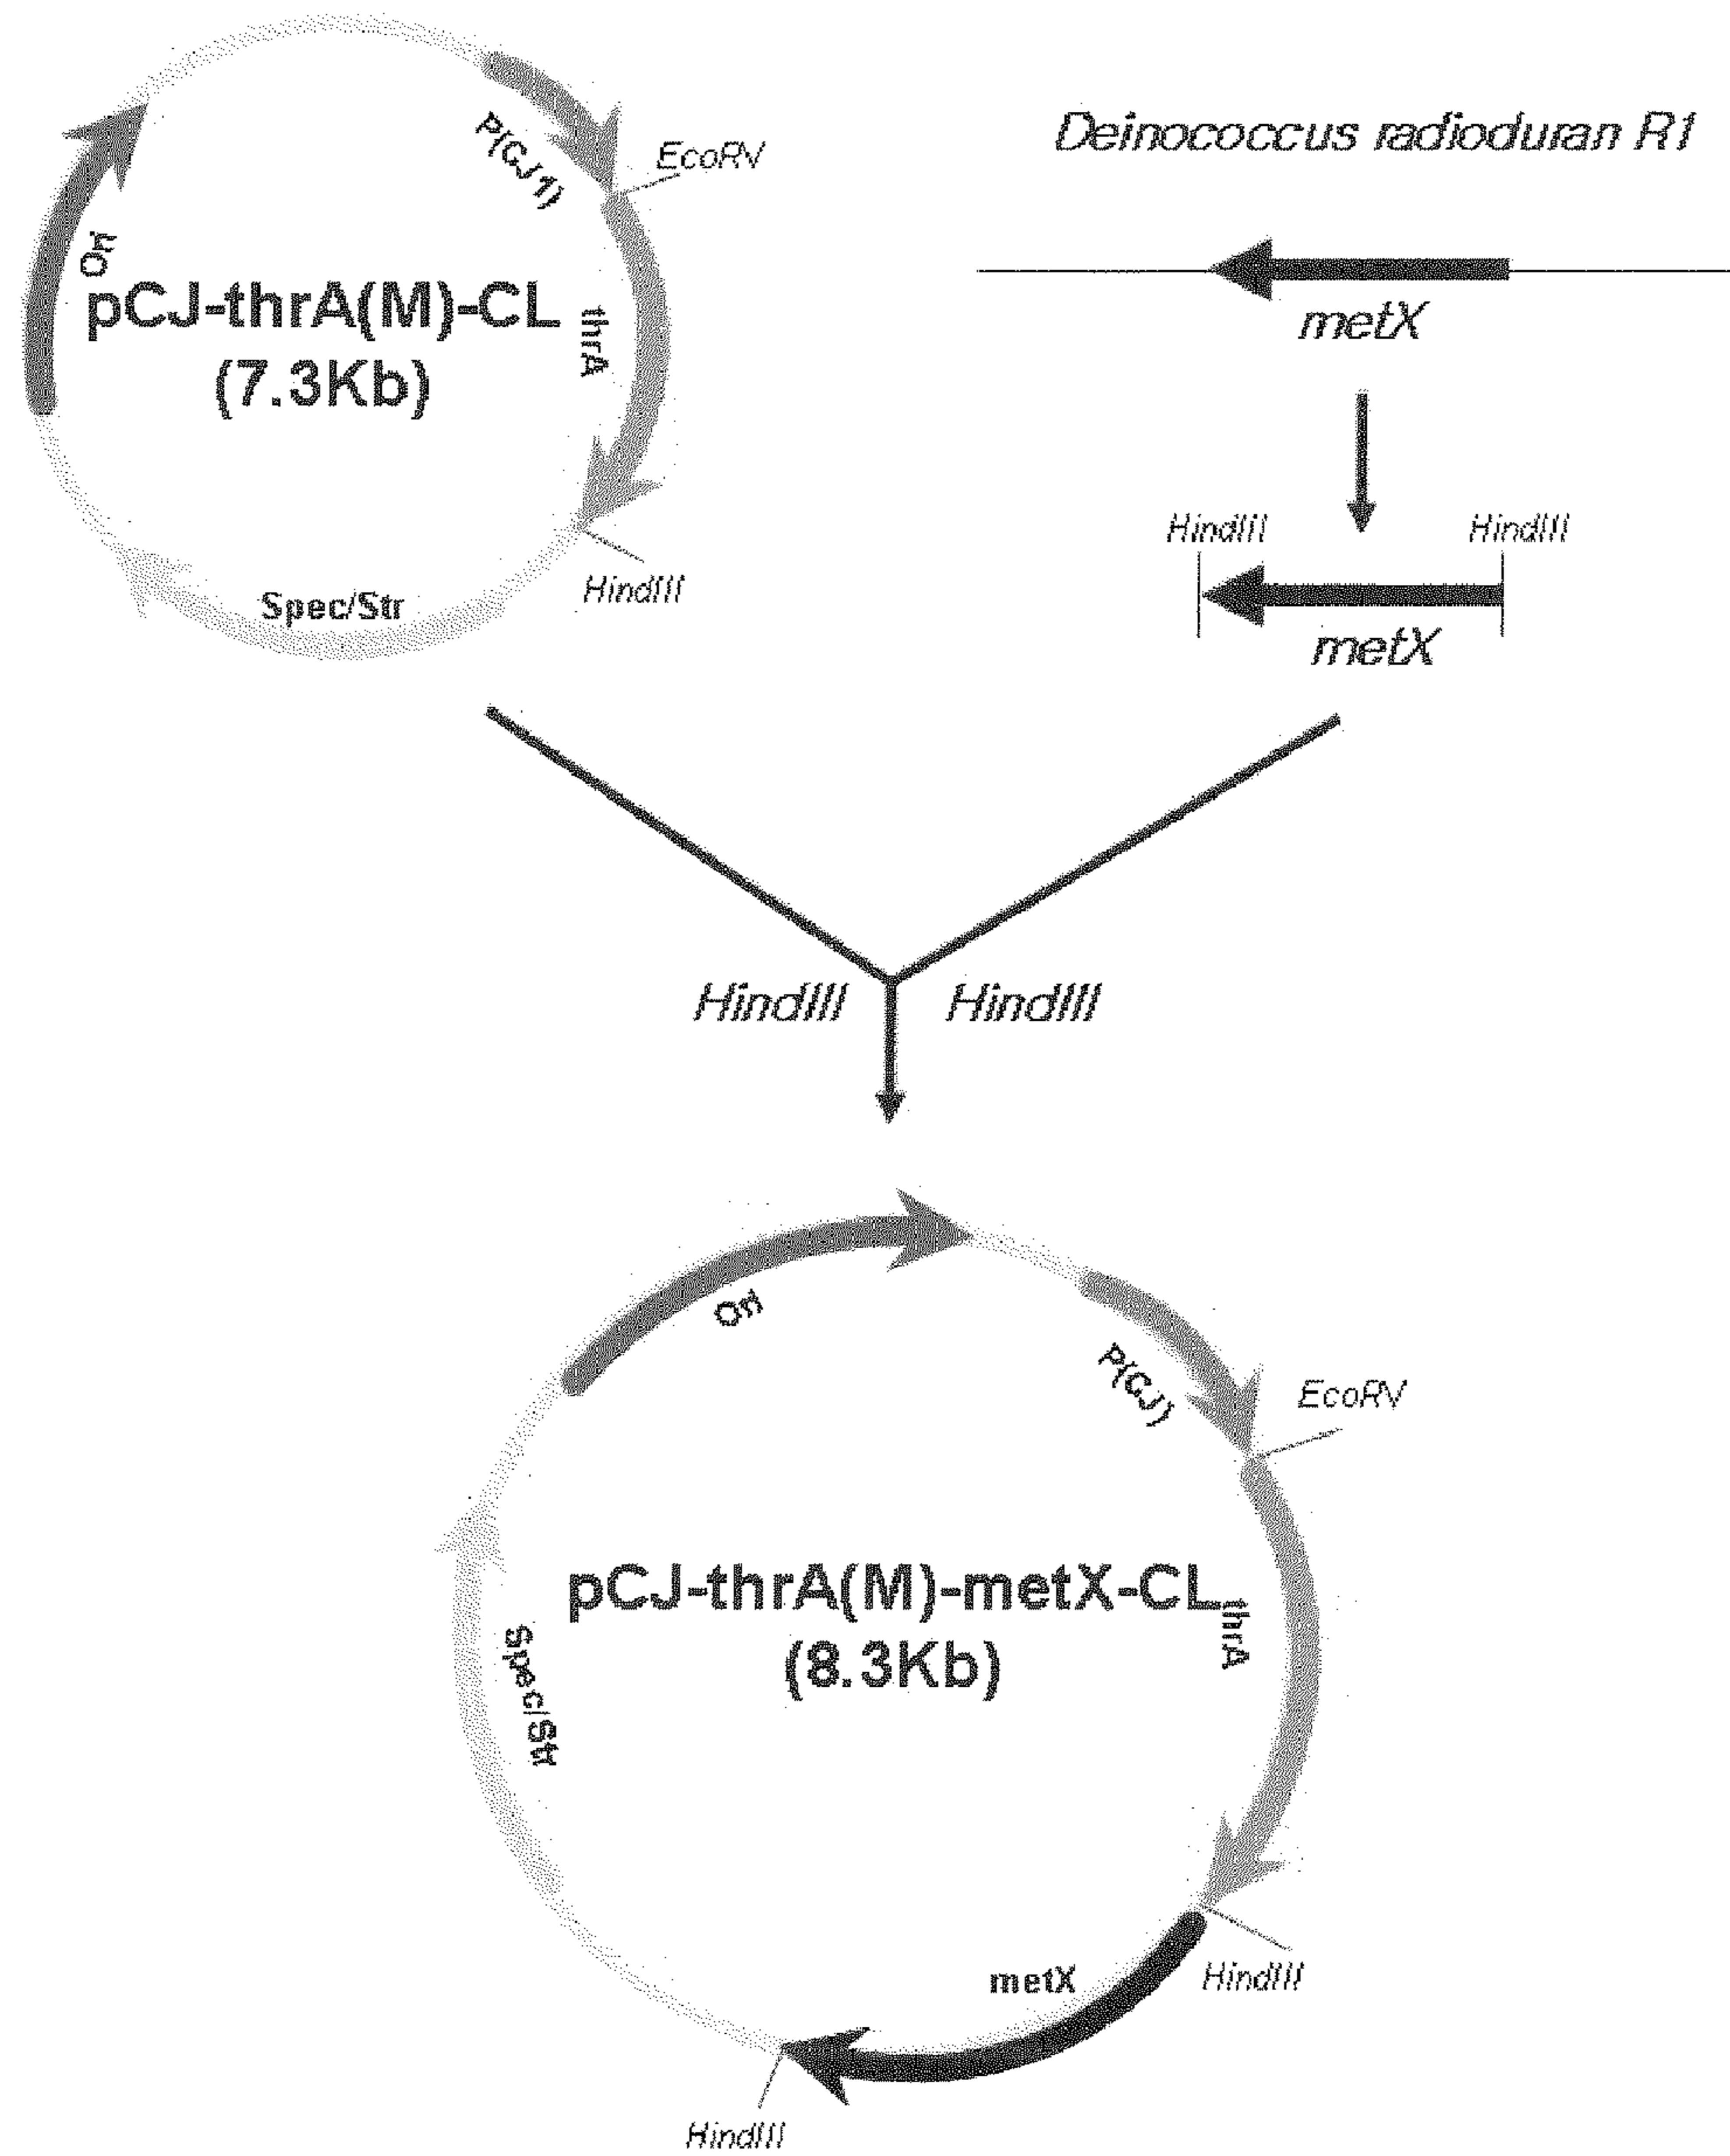 P(CJ1)
EcoRV
Ori
pCJ-thrA(M)-CL
(7.3Kb)
thrA
HindIII
Spec/Str
Deinococcus radioduran R1
metX
HindIII
HindIII
metX
HindIII
HindIII
Ori
P(CJ)
EcoRV
pCJ-thrA(M)-metX-CL
(8.3Kb)
thrA
Spec/Str
metX
HindIII
HindIII